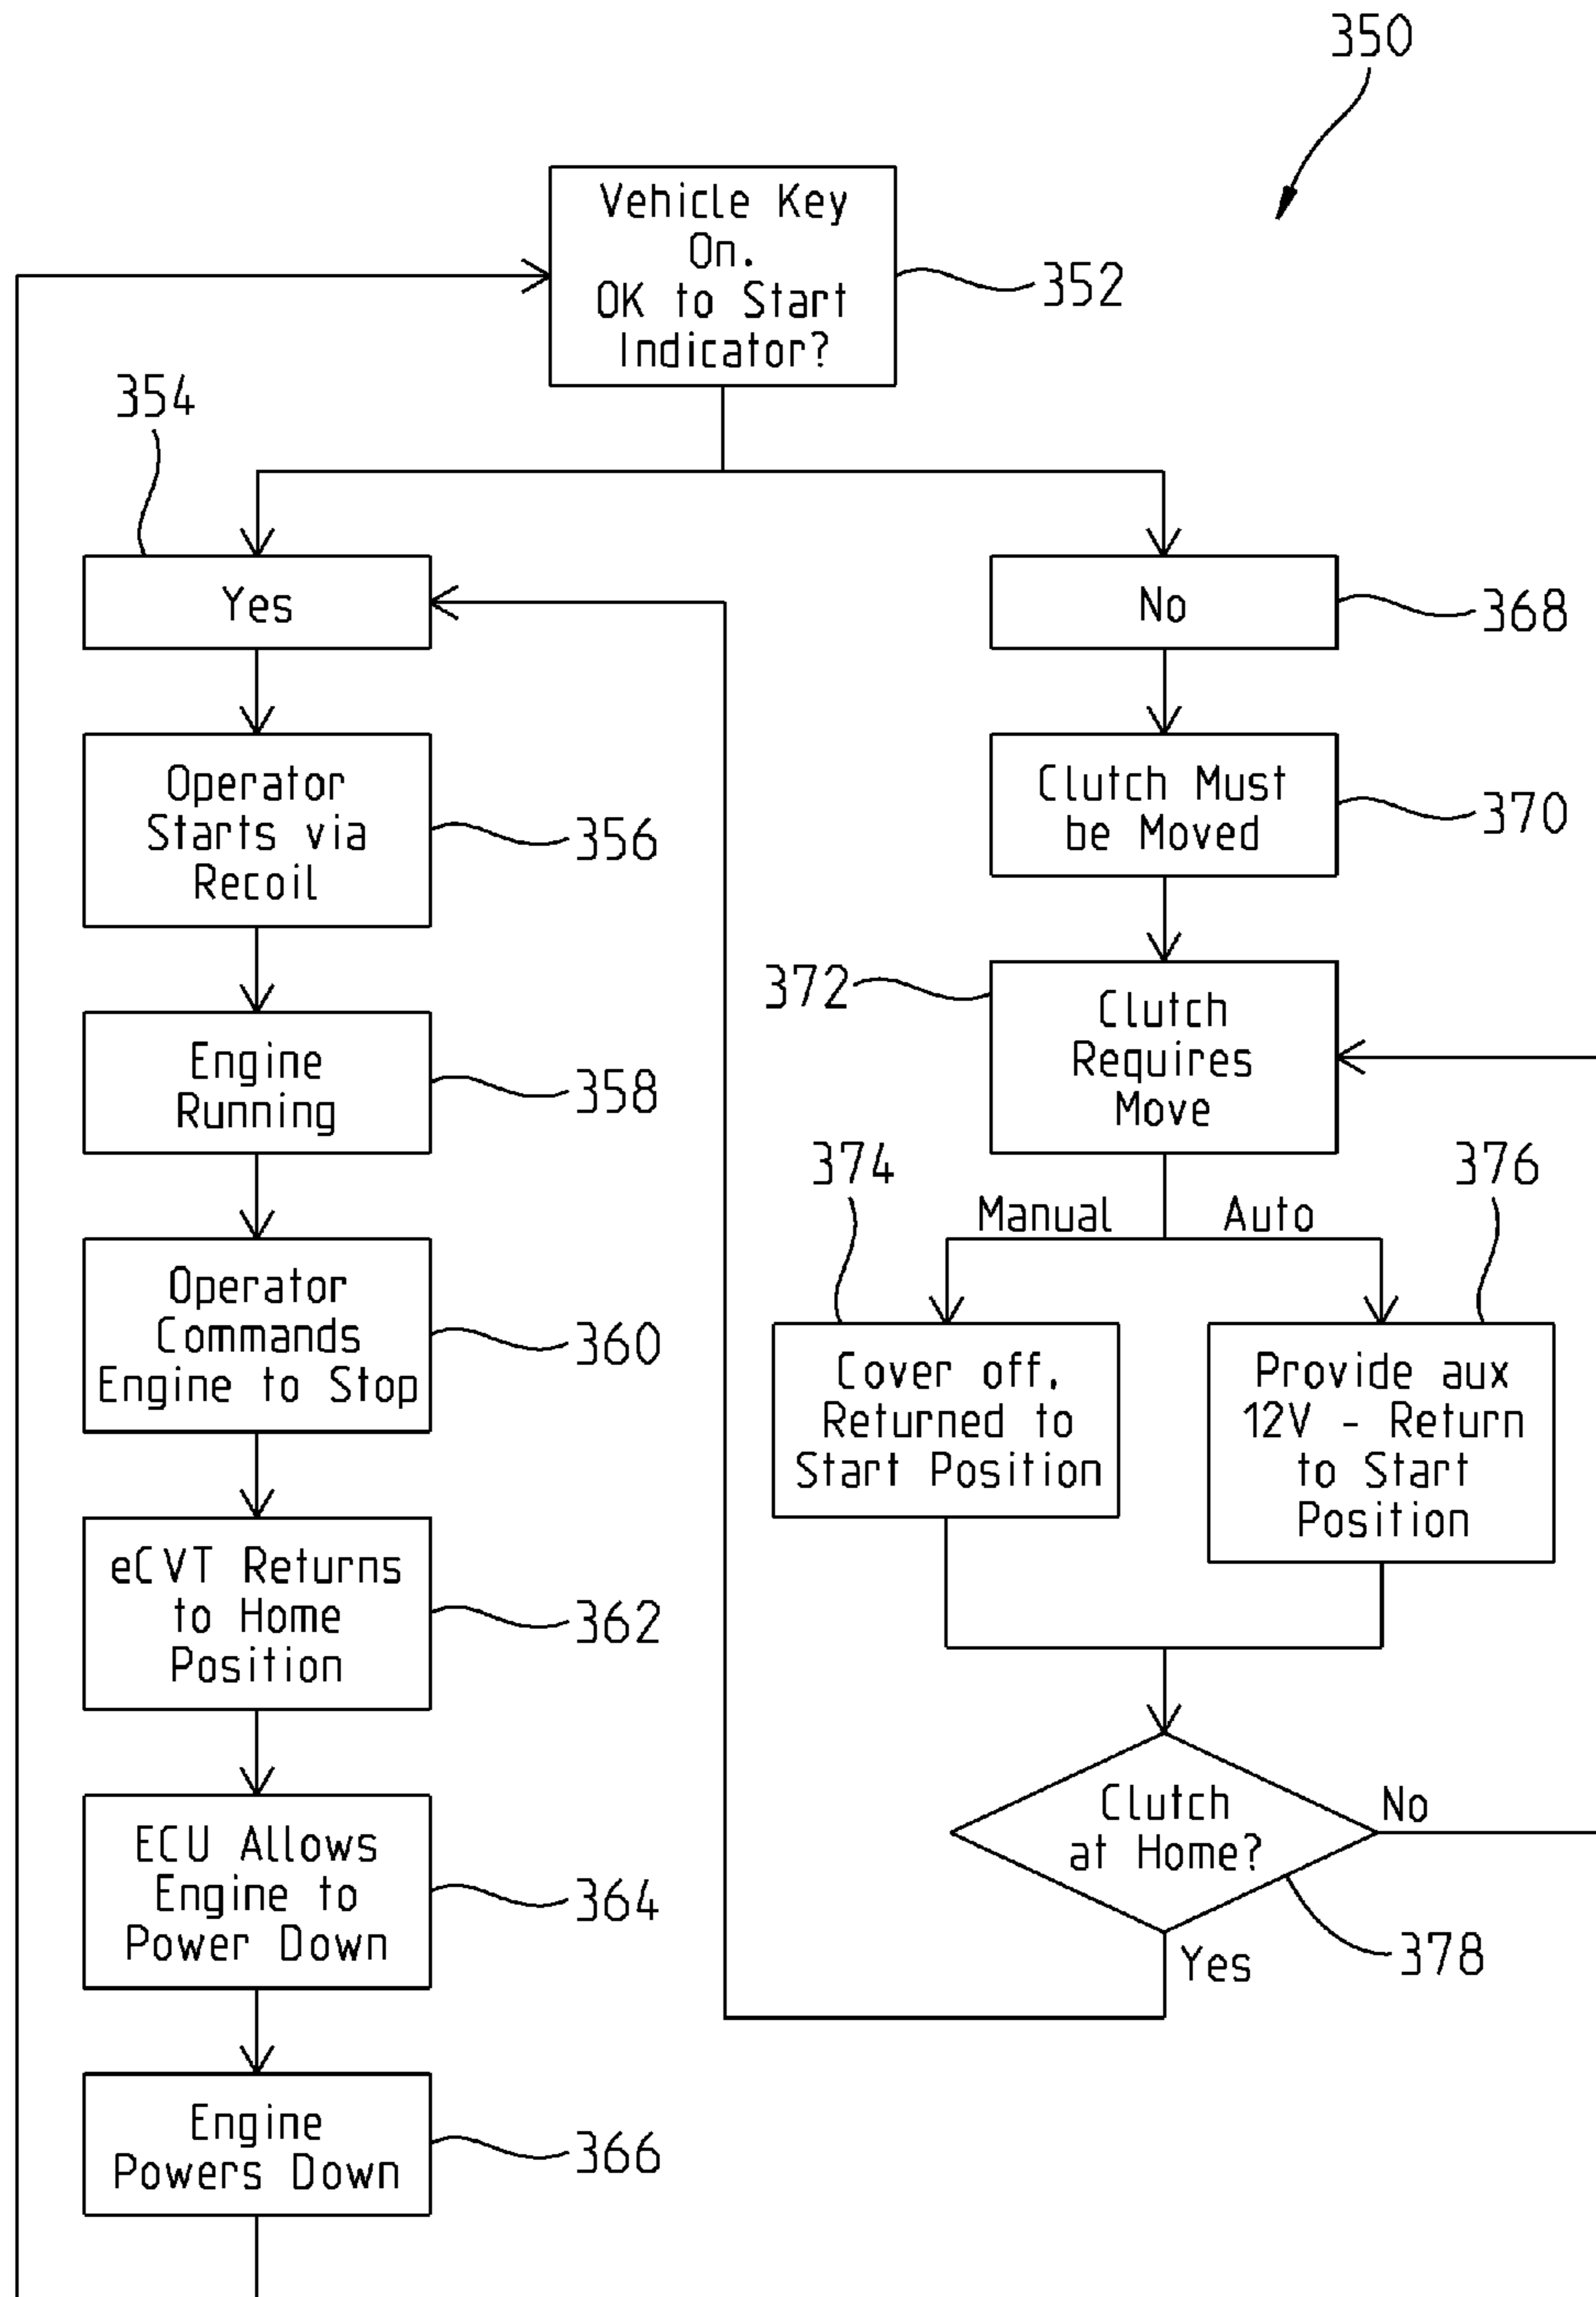 350
Vehicle Key
On.
OK to Start
Indicator?
352
354
Yes
No
368
Operator
Starts via
Recoil
356
Clutch Must
be Moved
370
Engine
Running
358
372
Clutch
Requires
Move
374
Manual
Auto
376
Operator
Commands
Engine to Stop
360
Cover off,
Returned to
Start Position
Provide aux
12V - Return
to Start
Position
eCVT Returns
to Home
Position
362
ECU Allows
Engine to
Power Down
364
Clutch
at Home?
No
Yes
378
Engine
Powers Down
366